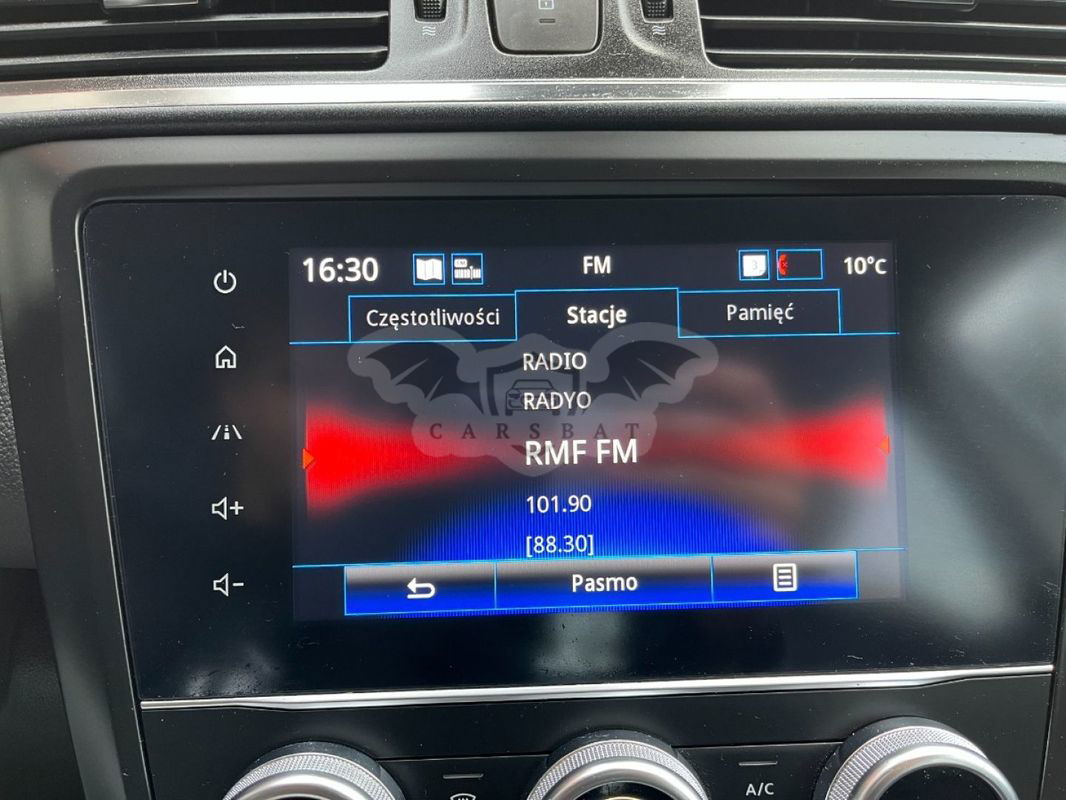 16:30 FM 10°C
Częstotliwości Stacje Pamięć
RADIO
RADYO
CARSBAT
RMF FM
101.90
[88.30]
Pasmo
A/C